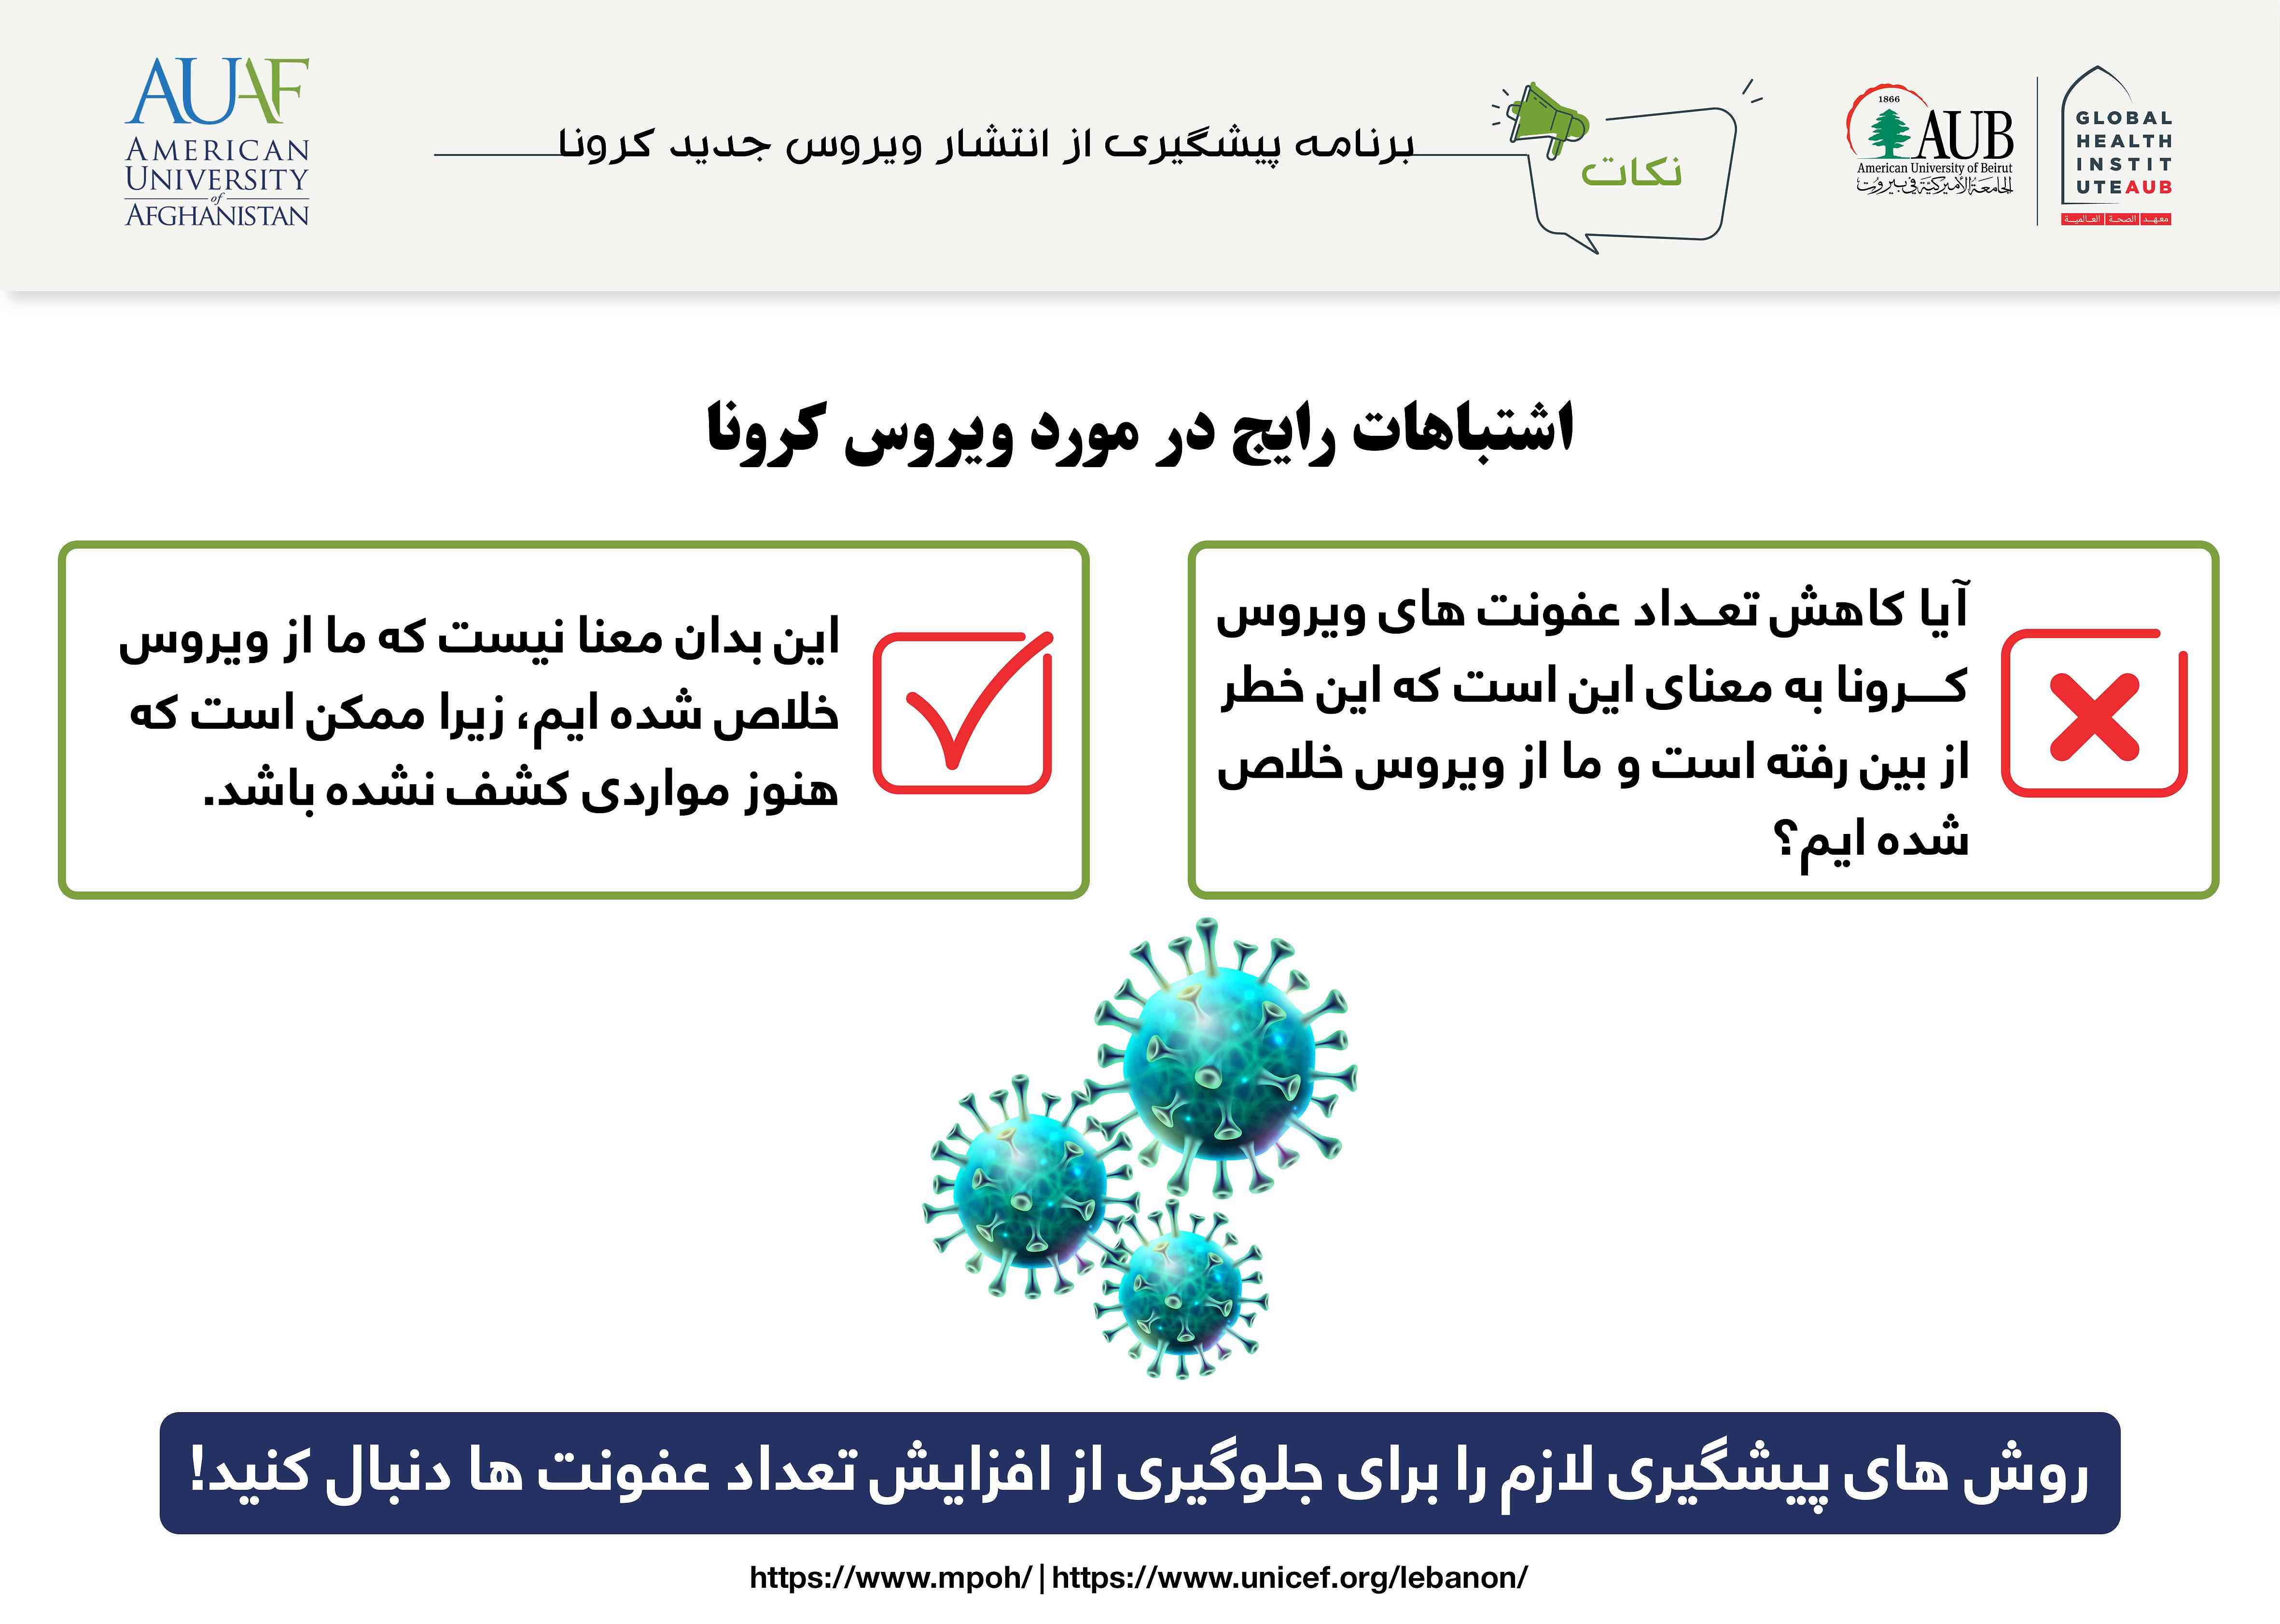 AUAF
AMERICAN
UNIVERSITY
of
AFGHANISTAN
برنامه پیشگیری از انتشار ویروس جدید کرونا
نکات
1866
AUB
American University of Beirut
الجامعة الأميركية في بيروت
GLOBAL
HEALTH
INSTIT
UTEAUB
معهد الصحة العالمية
اشتباهات رایج در مورد ویروس کرونا
آیا کاهش تعـداد عفونت های ویروس
کـــرونا به معنای این است که این خطر
از بین رفته است و ما از ویروس خلاص
شده ایم؟
این بدان معنا نیست که ما از ویروس
خلاص شده ایم، زیرا ممکن است که
هنوز مواردی کشف نشده باشد.
روش های پیشگیری لازم را برای جلوگیری از افزایش تعداد عفونت ها دنبال کنید!
https://www.mpoh/ | https://www.unicef.org/lebanon/